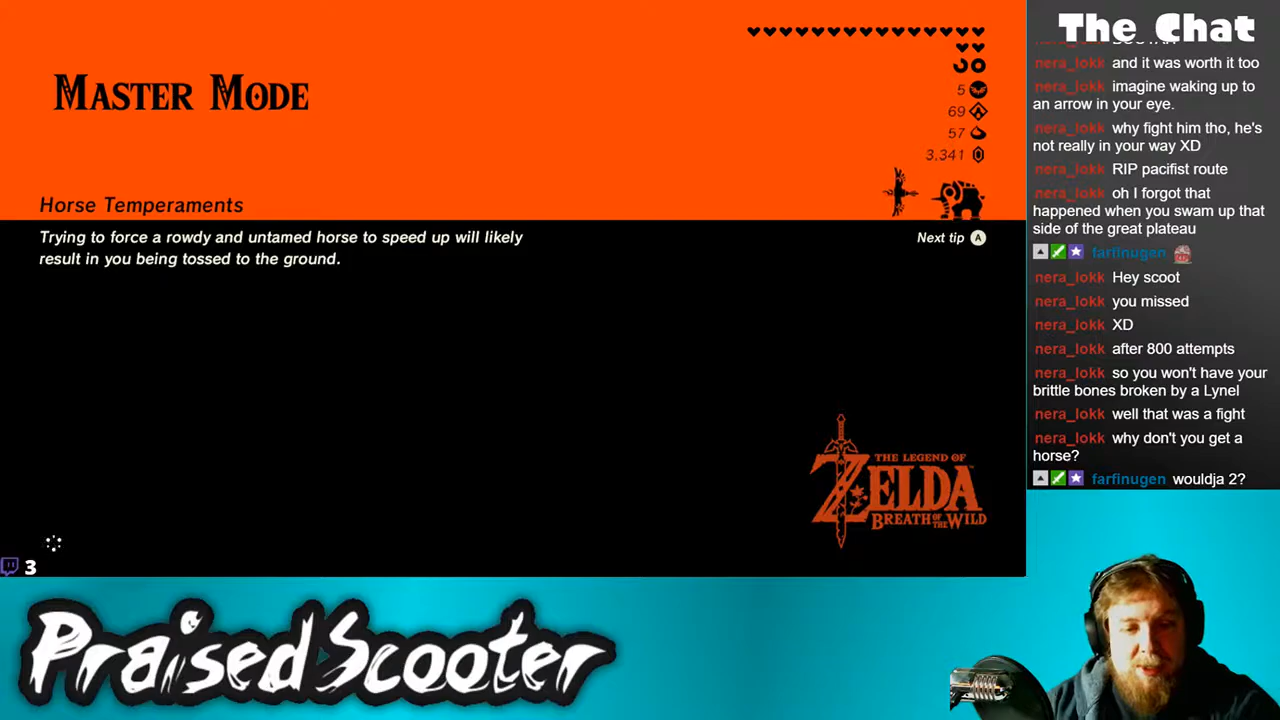 MASTER MODE
5
69
57
3,341
Horse Temperaments
Trying to force a rowdy and untamed horse to speed up will likely
result in you being tossed to the ground.
Next tip A
THE LEGEND OF
ZELDA
BREATH OF THE WILD
3
PraisedScooter
The Chat
nera_lokk and it was worth it too
nera_lokk imagine waking up to
an arrow in your eye.
nera_lokk why fight him tho, he's
not really in your way XD
nera_lokk RIP pacifist route
nera_lokk oh I forgot that
happened when you swam up that
side of the great plateau
farfinugen
nera_lokk Hey scoot
nera_lokk you missed
nera_lokk XD
nera_lokk after 800 attempts
nera_lokk so you won't have your
brittle bones broken by a Lynel
nera_lokk well that was a fight
nera_lokk why don't you get a
horse?
farfinugen wouldja 2?